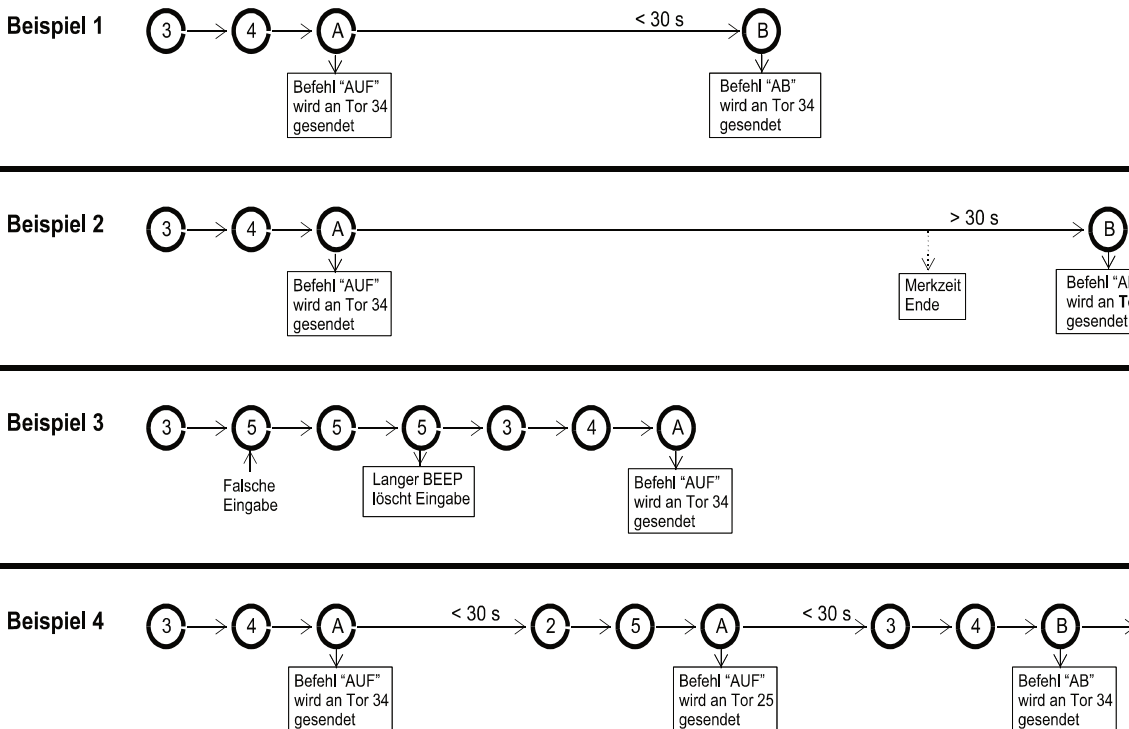 Beispiel 1
3 4 A < 30 s B
Befehl “AUF”
wird an Tor 34
gesendet
Befehl “AB”
wird an Tor 34
gesendet
Beispiel 2
3 4 A > 30 s B
Befehl “AUF”
wird an Tor 34
gesendet
Merkzeit
Ende
Befehl
wird an
gesendet
Beispiel 3
3 5 5 5 3 4 A
Falsche
Eingabe
Langer BEEP
löscht Eingabe
Befehl “AUF”
wird an Tor 34
gesendet
Beispiel 4
3 4 A < 30 s 2 5 A < 30 s 3 4 B
Befehl “AUF”
wird an Tor 34
gesendet
Befehl “AUF”
wird an Tor 25
gesendet
Befehl “AB”
wird an Tor 34
gesendet